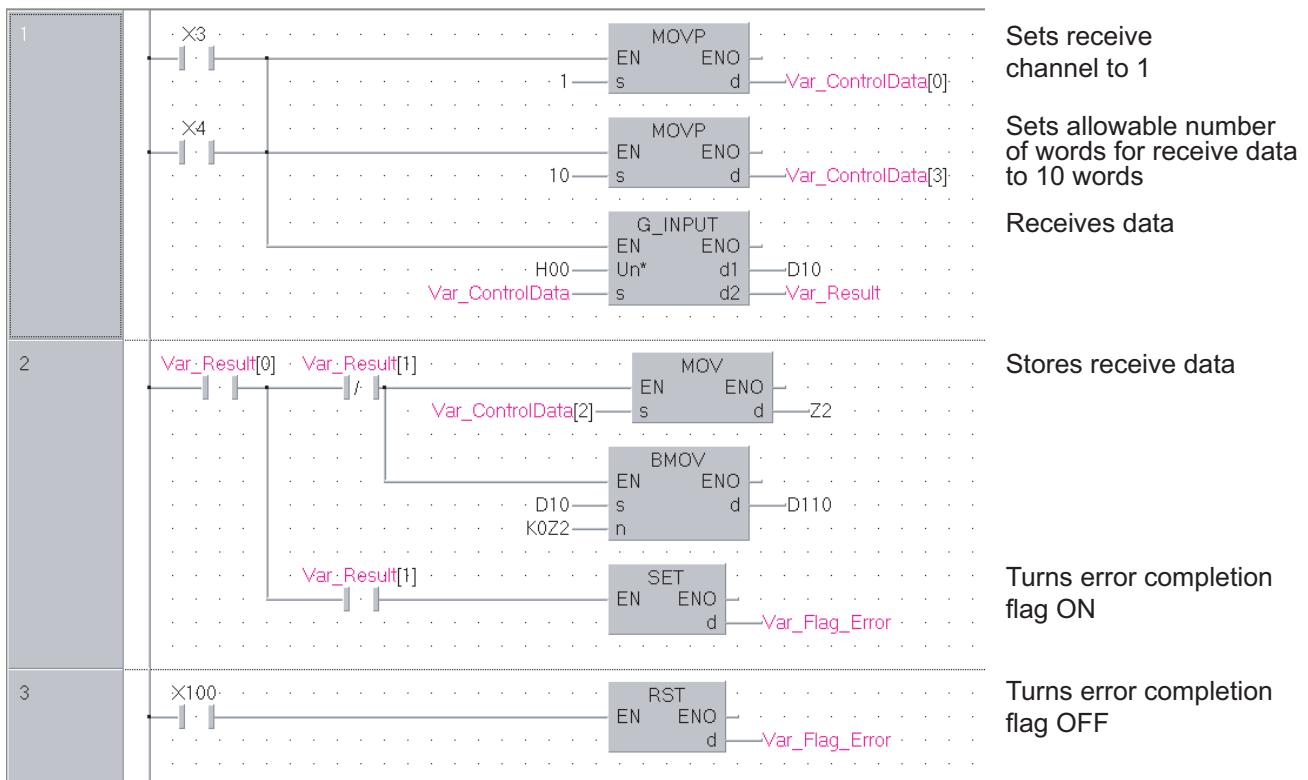 1
X3
MOVP
EN ENO
1 s d Var_ControlData[0]
Sets receive
channel to 1
X4
MOVP
EN ENO
10 s d Var_ControlData[3]
Sets allowable number
of words for receive data
to 10 words
G_INPUT
EN ENO
H00 Un* d1 D10
Var_ControlData s d2 Var_Result
Receives data
2
Var_Result[0] Var_Result[1]
MOV
EN ENO
Var_ControlData[2] s d Z2
Stores receive data
BMOV
EN ENO
D10 s d D110
K0Z2 n
Var_Result[1]
SET
EN ENO
d Var_Flag_Error
Turns error completion
flag ON
3
X100
RST
EN ENO
d Var_Flag_Error
Turns error completion
flag OFF